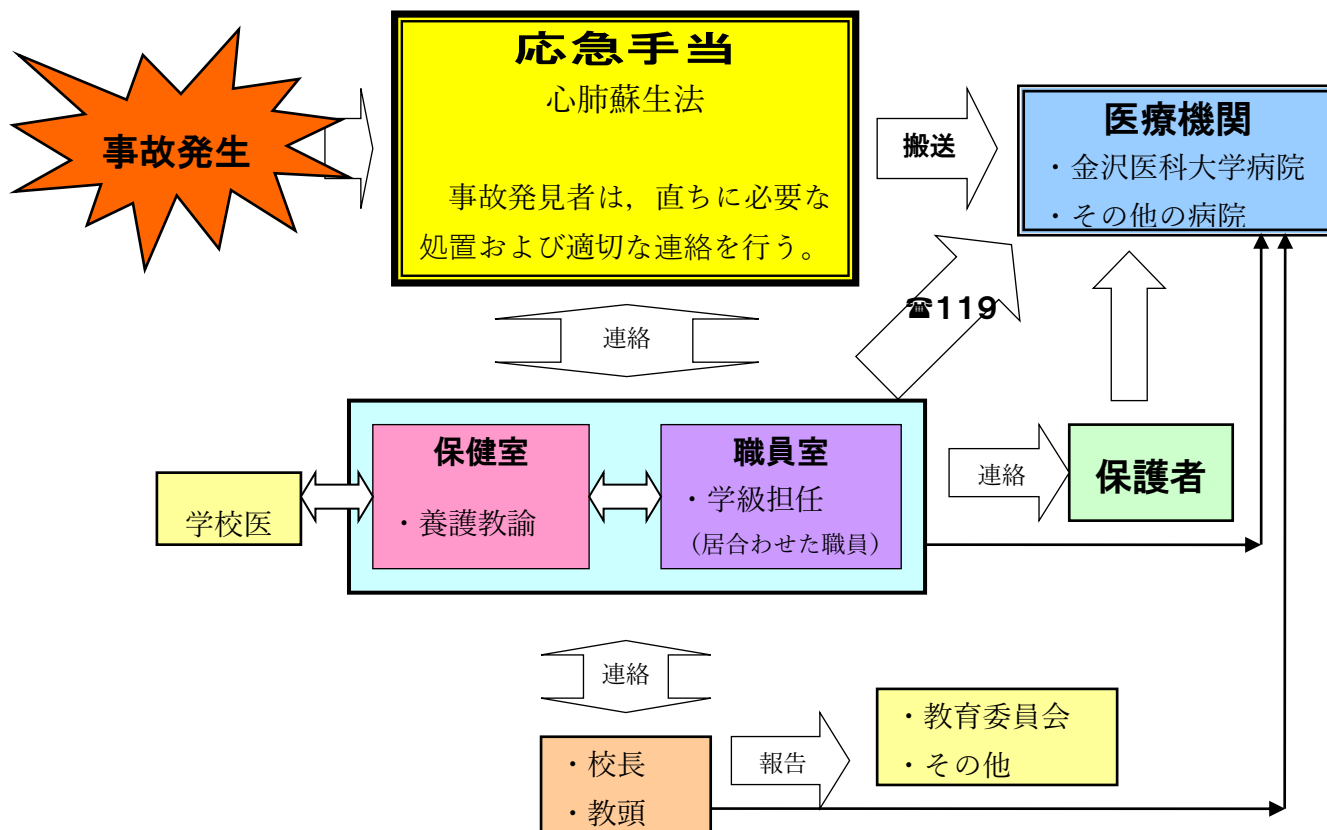 事故発生
応急手当
心肺蘇生法
事故発見者は，直ちに必要な
処置および適切な連絡を行う。
搬送
医療機関
・金沢医科大学病院
・その他の病院
連絡
☎119
保健室
・養護教諭
職員室
・学級担任
（居合わせた職員）
学校医
連絡
保護者
連絡
・校長
・教頭
報告
・教育委員会
・その他